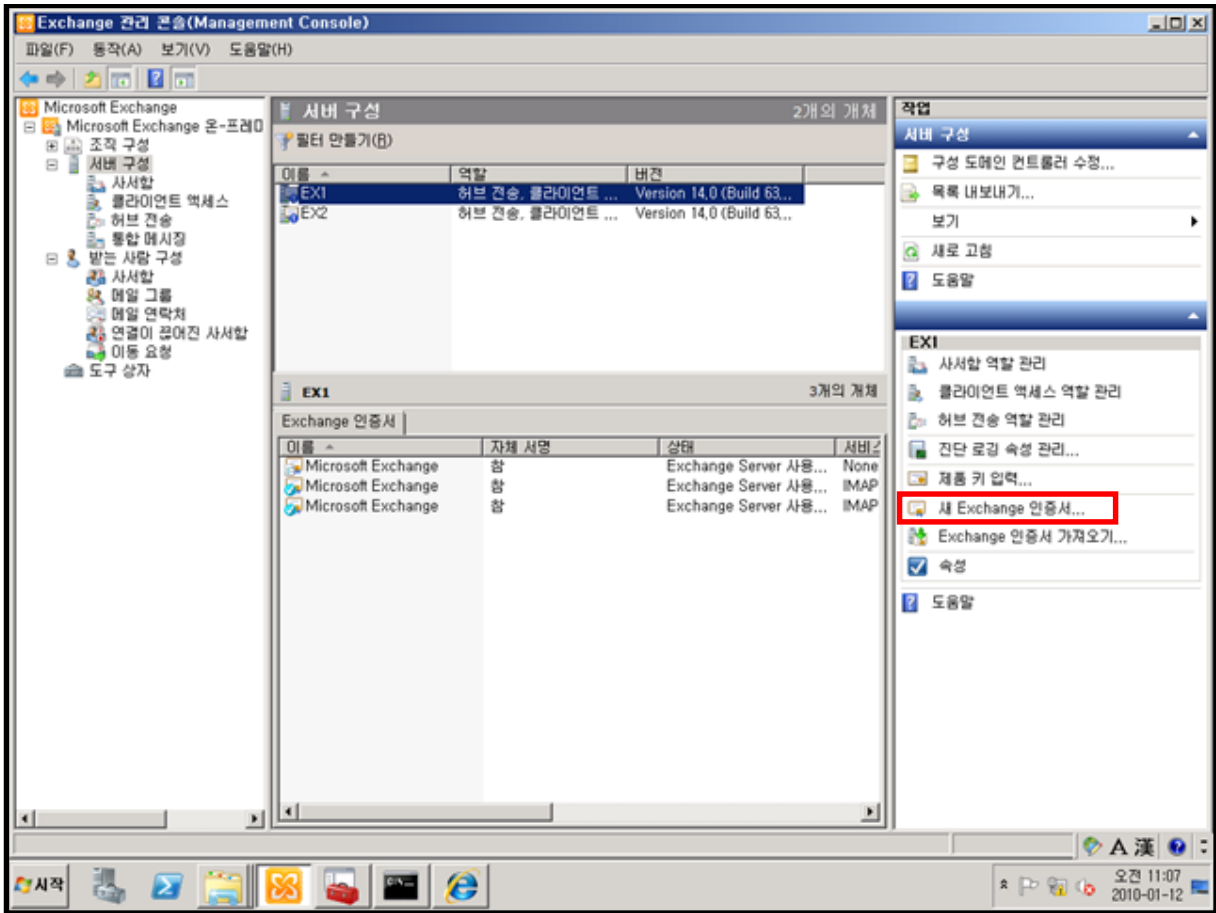 Exchange 관리 콘솔(Management Console)
파일(F) 동작(A) 보기(V) 도움말(H)
Microsoft Exchange
Microsoft Exchange 온-프레미
조직 구성
서버 구성
사서함
클라이언트 액세스
허브 전송
통합 메시징
받는 사람 구성
사서함
메일 그룹
메일 연락처
연결이 끊어진 사서함
이동 요청
도구 상자
서버 구성 2개의 개체
필터 만들기(R)
이름 역할 버전
EX1 허브 전송, 클라이언트 ... Version 14.0 (Build 63...
EX2 허브 전송, 클라이언트 ... Version 14.0 (Build 63...
EX1 3개의 개체
Exchange 인증서
이름 자체 서명 상태 서비스
Microsoft Exchange 참 Exchange Server 사용... None
Microsoft Exchange 참 Exchange Server 사용... IMAP
Microsoft Exchange 참 Exchange Server 사용... IMAP
작업
서버 구성
구성 도메인 컨트롤러 수정...
목록 내보내기...
보기
새로 고침
도움말
EX1
사서함 역할 관리
클라이언트 액세스 역할 관리
허브 전송 역할 관리
진단 로깅 속성 관리...
제품 키 입력...
새 Exchange 인증서...
Exchange 인증서 가져오기...
속성
도움말
A 漢
시작
오전 11:07
2010-01-12